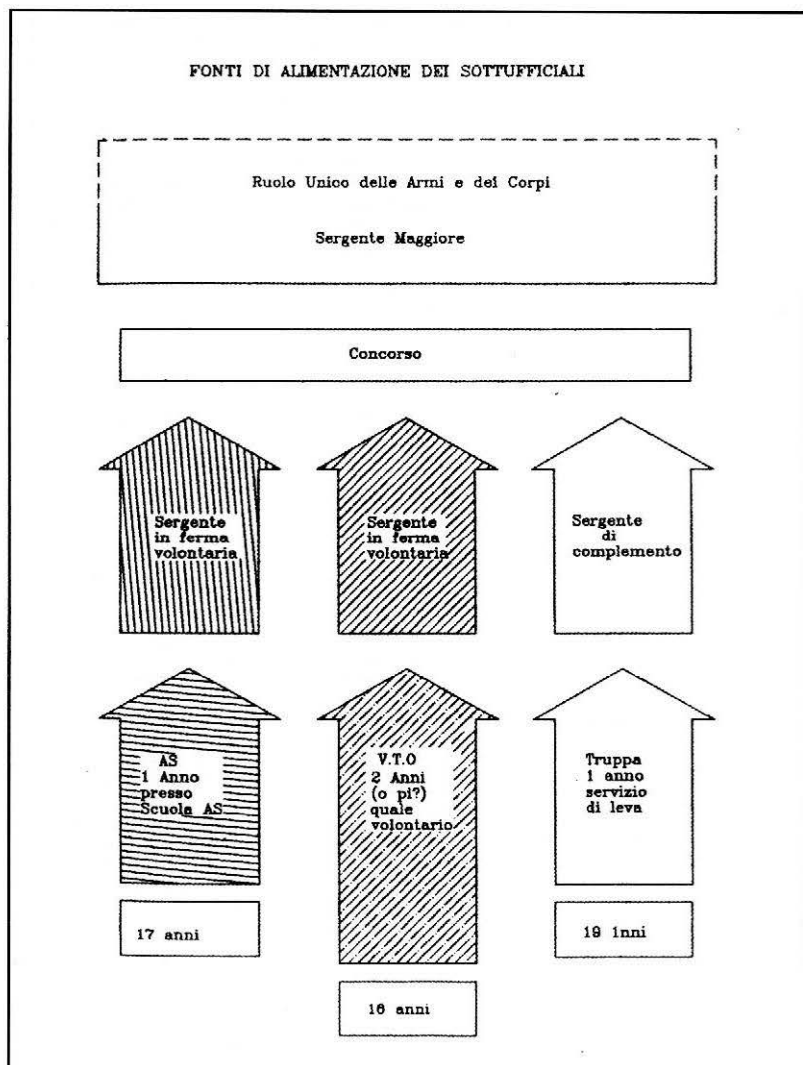 FONTI DI ALIMENTAZIONE DEI SOTTUFFICIALI
Ruolo Unico delle Armi e dei Corpi
Sergente Maggiore
Concorso
Sergente
in ferma
volontaria
Sergente
in ferma
volontaria
Sergente
di
complemento
AS
1 Anno
presso
Scuola AS
V.T.O
2 Anni
(o pi?)
quale
volontario
Truppa
1 anno
servizio
di leva
17 anni
16 anni
19 1nni